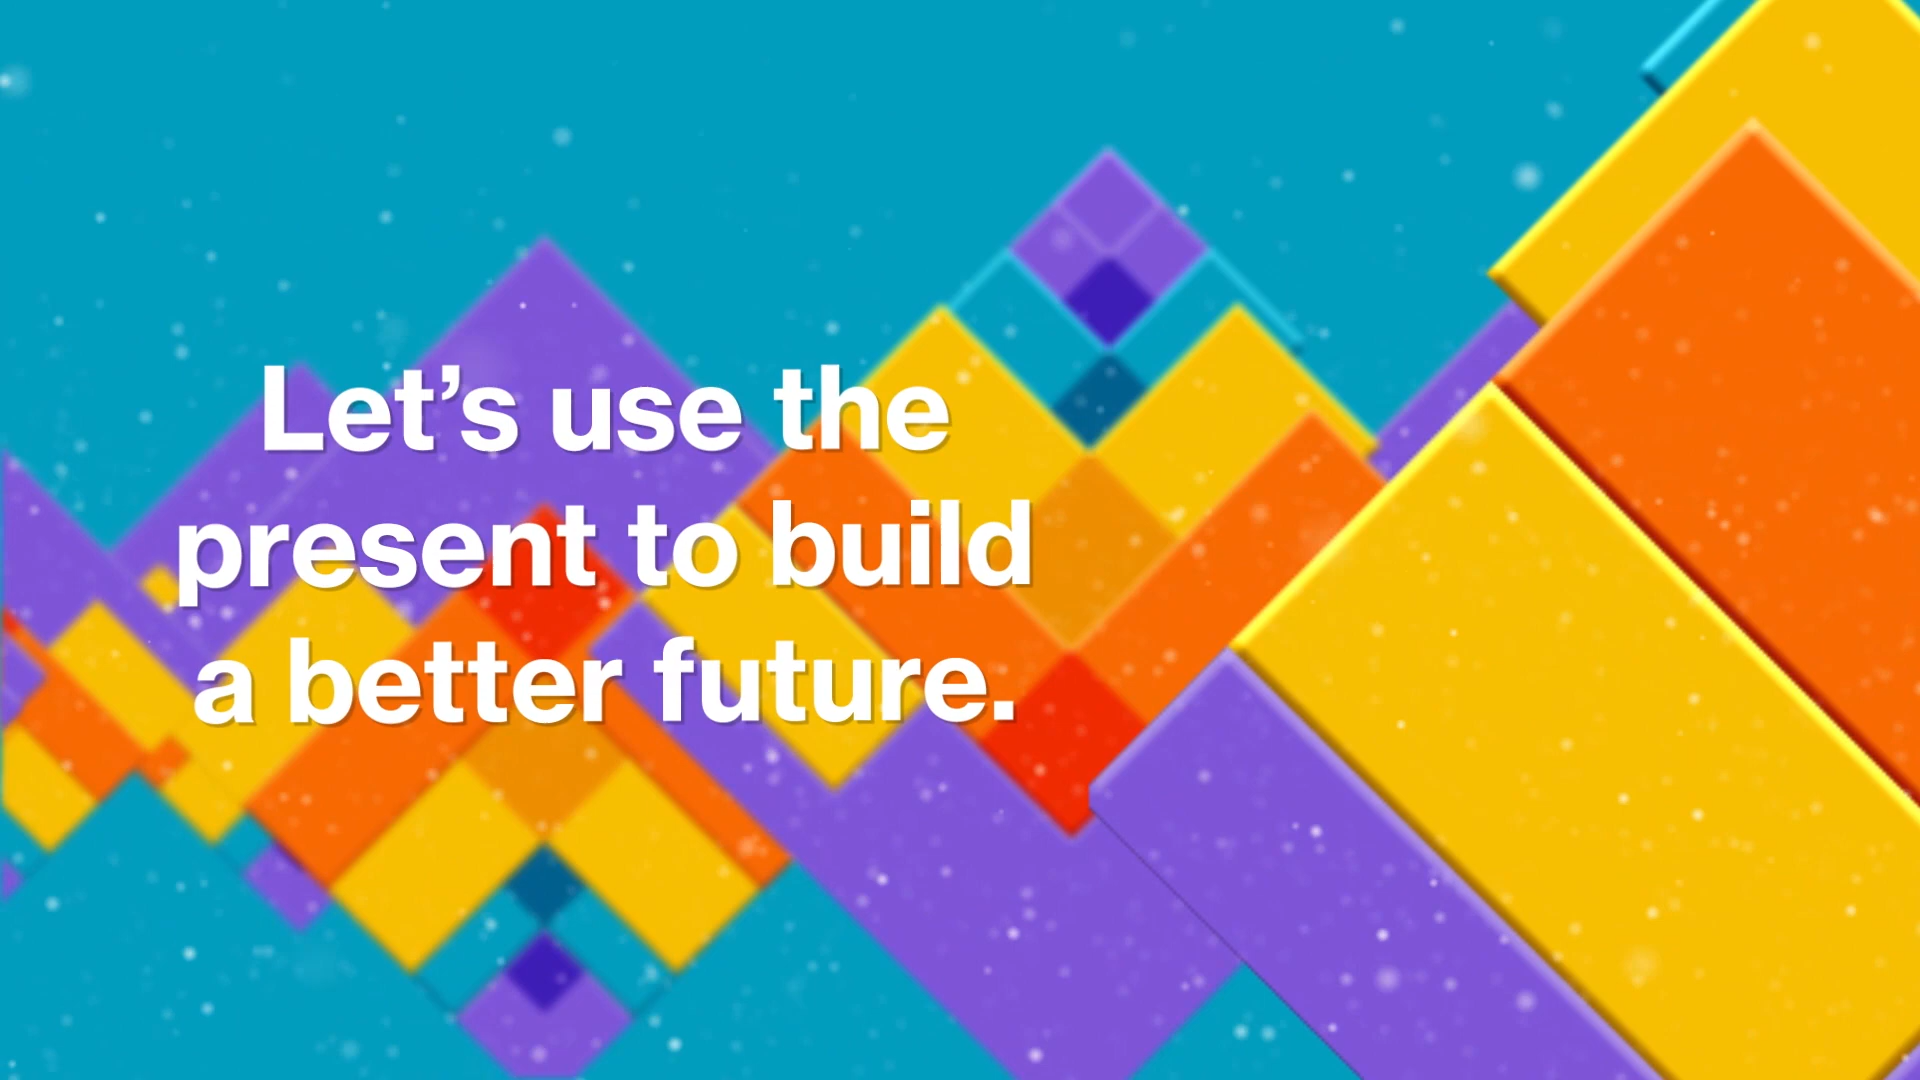 Let’s use the
present to build
a better future.